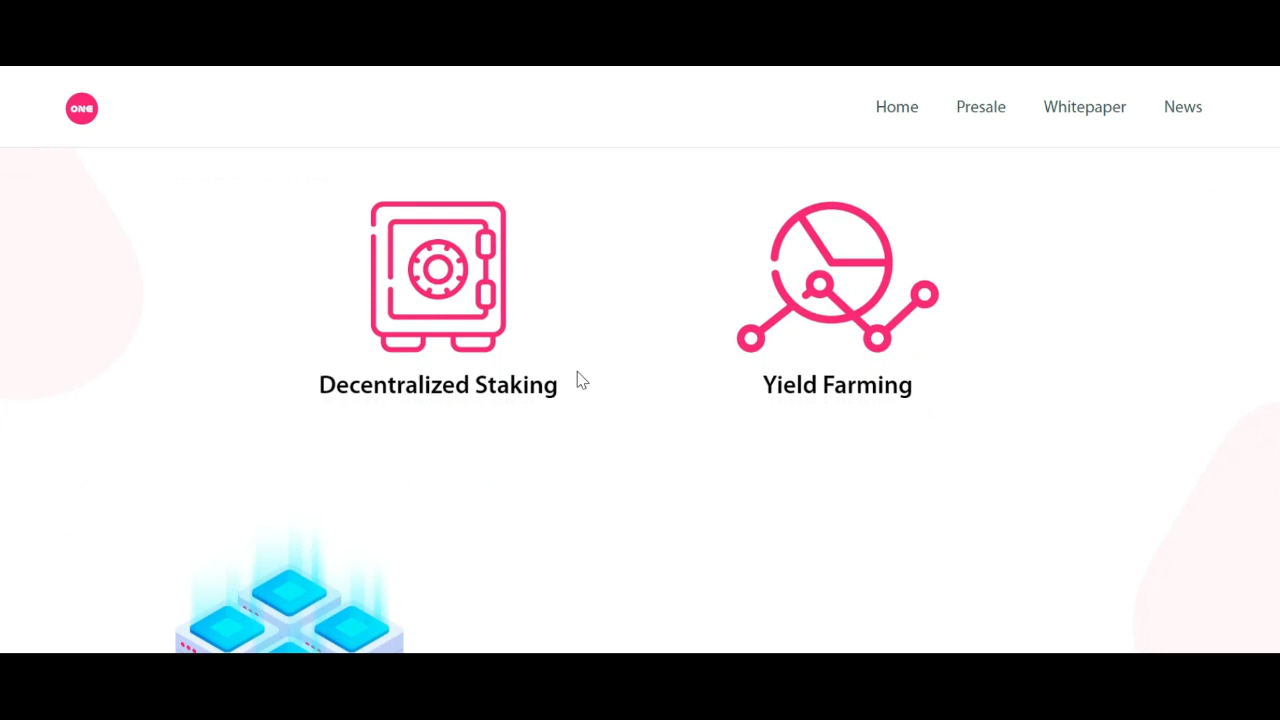 ONE
Home Presale Whitepaper News
Decentralized Staking
Yield Farming